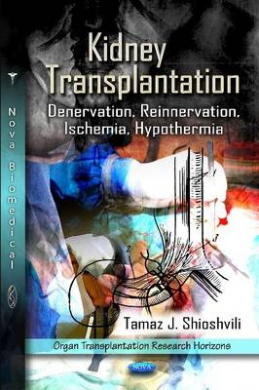 Nova Biomedical
Kidney
Transplantation
Denervation, Reinnervation,
Ischemia, Hypothermia
Tamaz J. Shioshvili
Organ Transplantation Research Horizons
NOVA